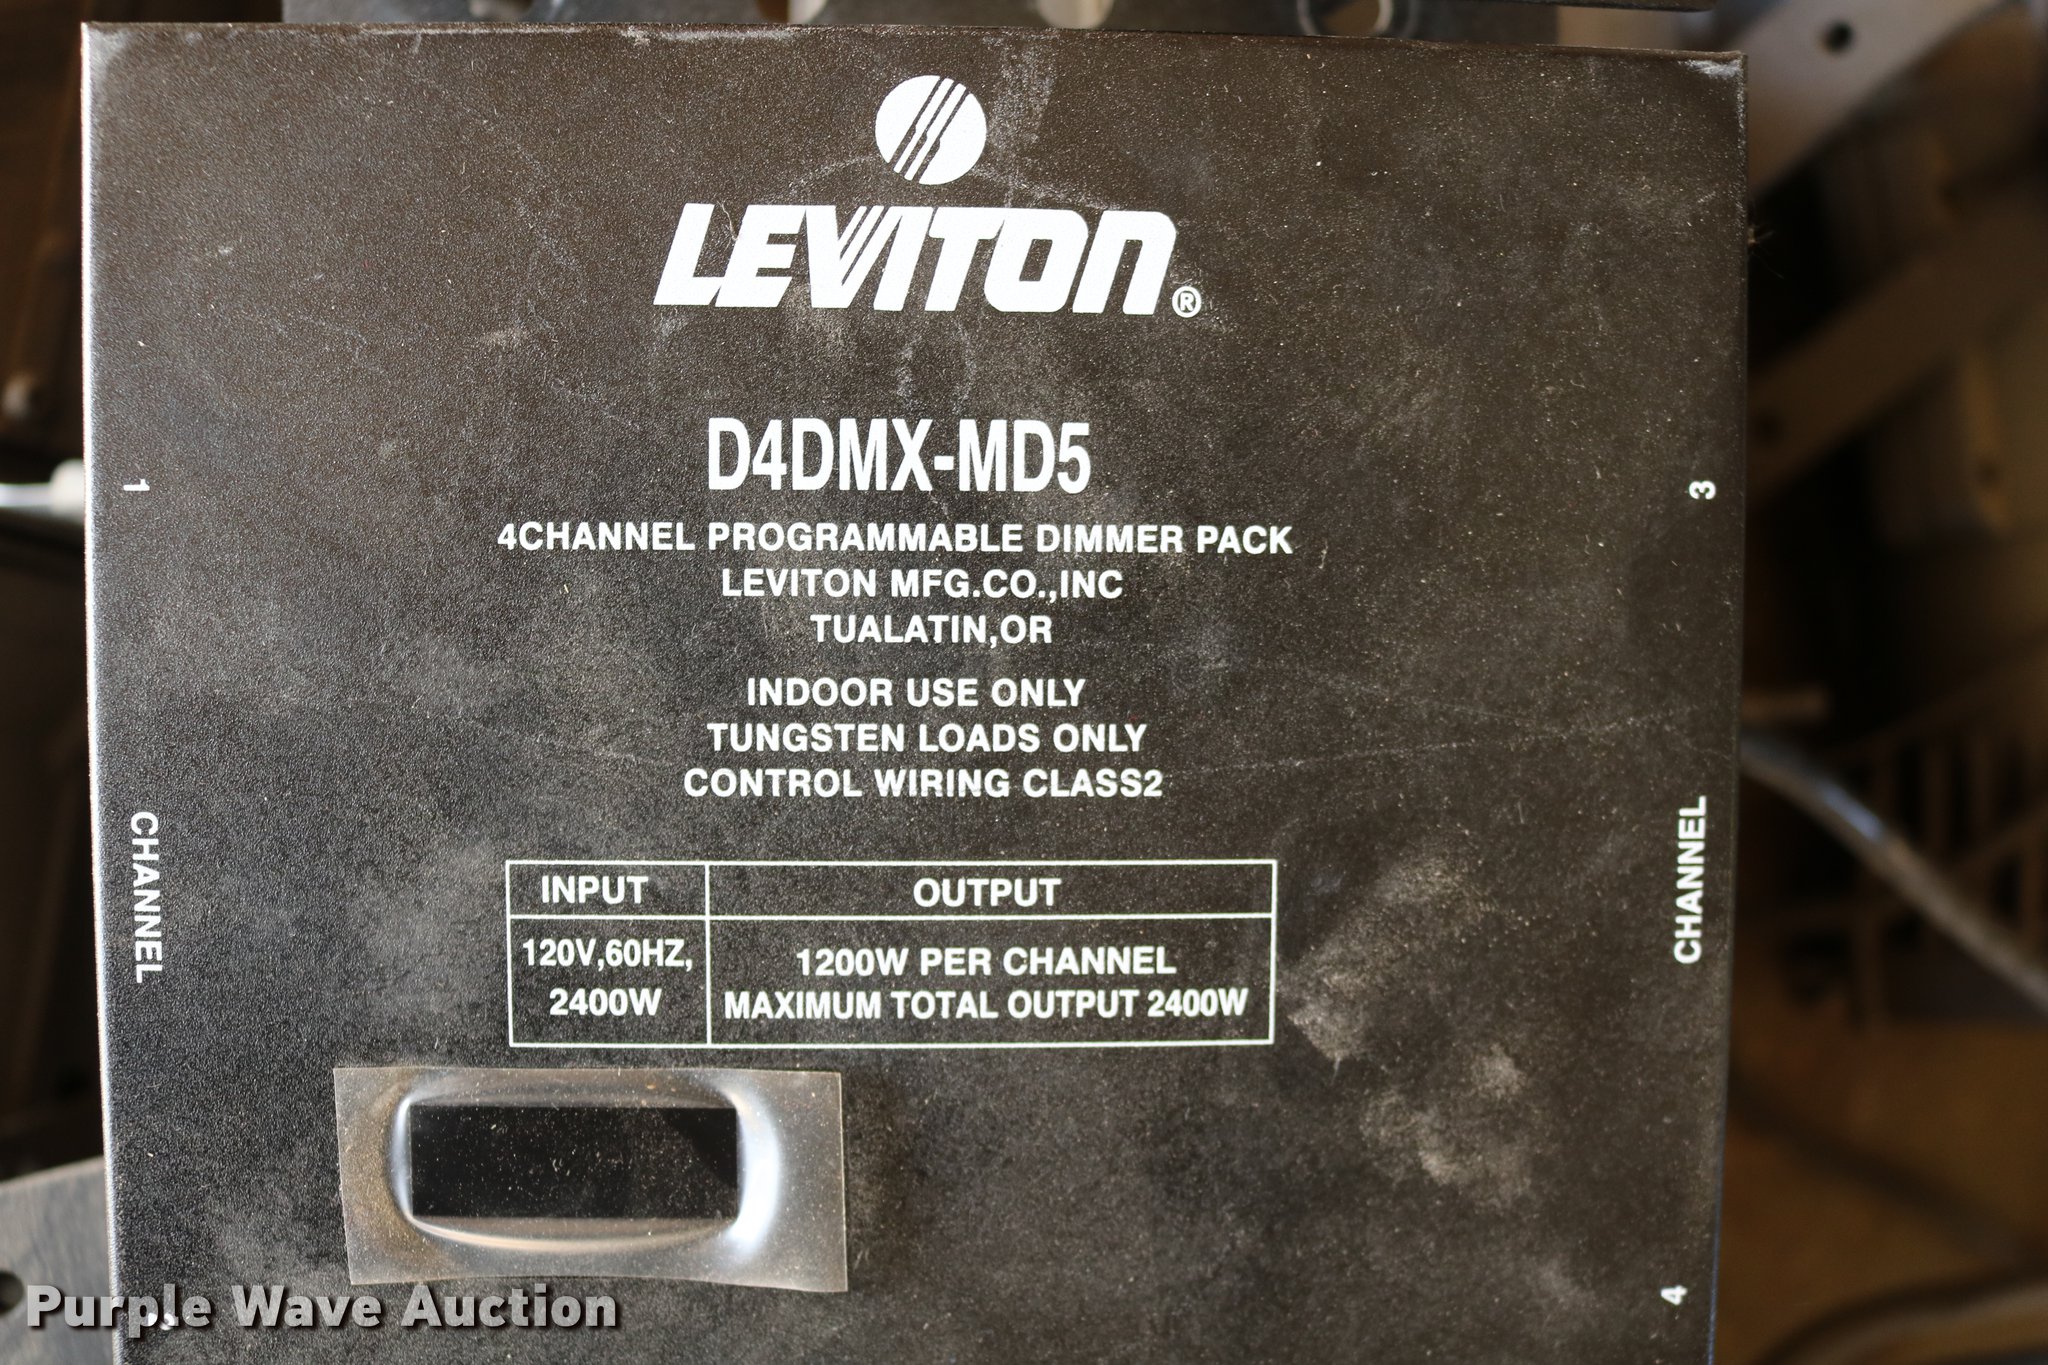 LEVITON®
D4DMX-MD5
4CHANNEL PROGRAMMABLE DIMMER PACK
LEVITON MFG.CO.,INC
TUALATIN,OR
INDOOR USE ONLY
TUNGSTEN LOADS ONLY
CONTROL WIRING CLASS2
INPUT
OUTPUT
120V,60HZ,
2400W
1200W PER CHANNEL
MAXIMUM TOTAL OUTPUT 2400W
1
CHANNEL
3
CHANNEL
4
Purple Wave Auction